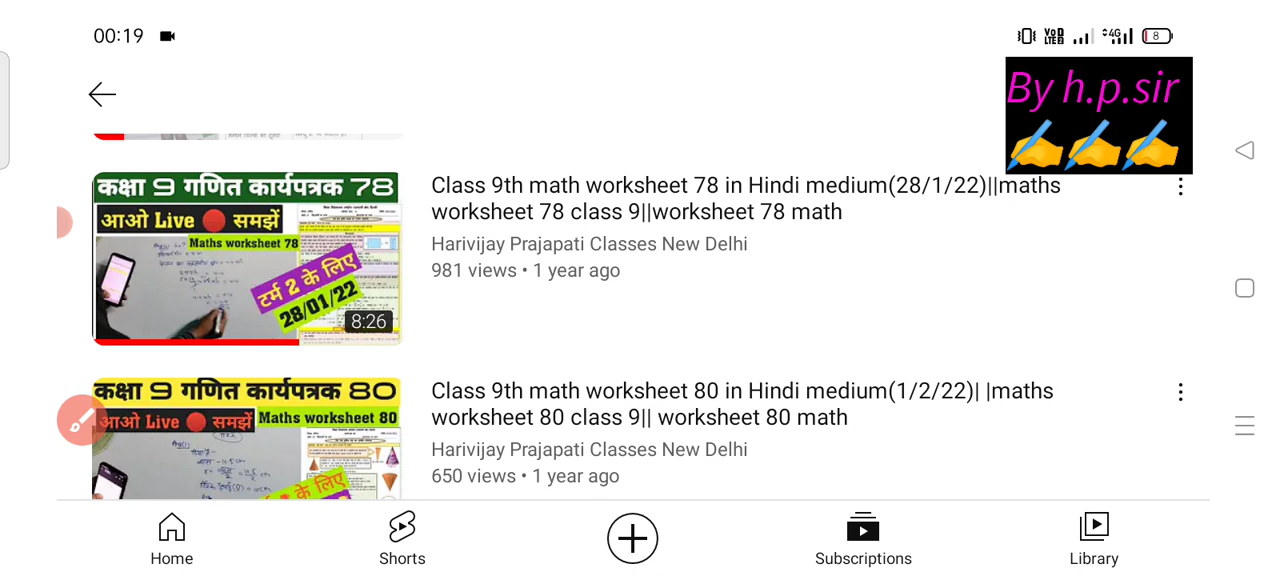 00:19
VoD
LTE 2
4G
8
By h.p.sir
कक्षा 9 गणित कार्यपत्रक 78
आओ Live समझें
Maths worksheet 78
टर्म 2 के लिए
28/01/22
8:26
Class 9th math worksheet 78 in Hindi medium(28/1/22)||maths
worksheet 78 class 9||worksheet 78 math
Harivijay Prajapati Classes New Delhi
981 views • 1 year ago
कक्षा 9 गणित कार्यपत्रक 80
आओ Live समझें
Maths worksheet 80
के लिए
Class 9th math worksheet 80 in Hindi medium(1/2/22)| |maths
worksheet 80 class 9|| worksheet 80 math
Harivijay Prajapati Classes New Delhi
650 views • 1 year ago
Home
Shorts
Subscriptions
Library